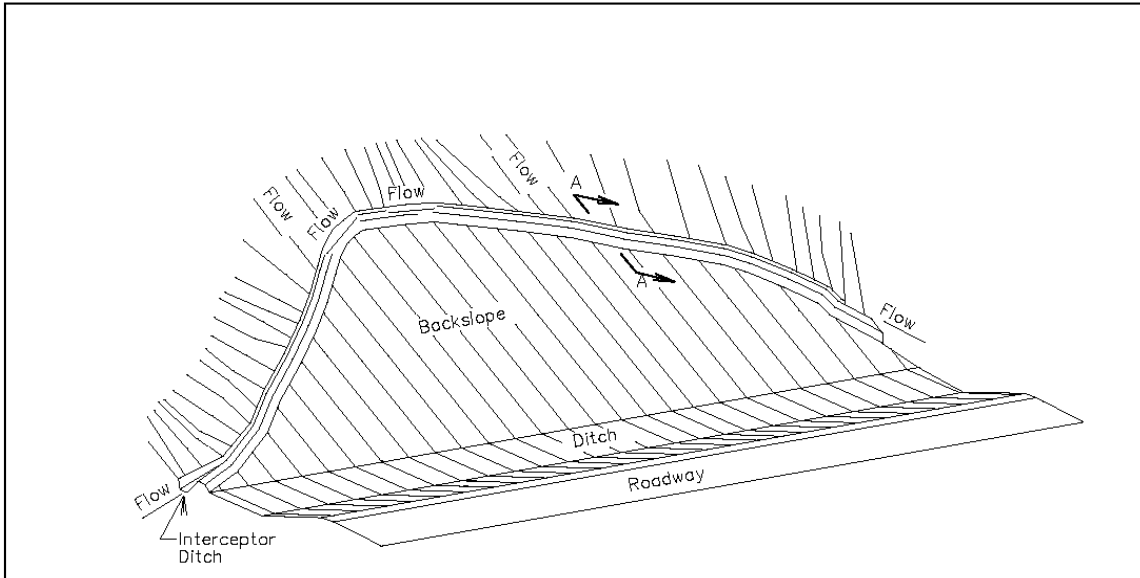 Flow
Flow
Flow
Flow
A
A
Backslope
Flow
Ditch
Roadway
Flow
Interceptor
Ditch